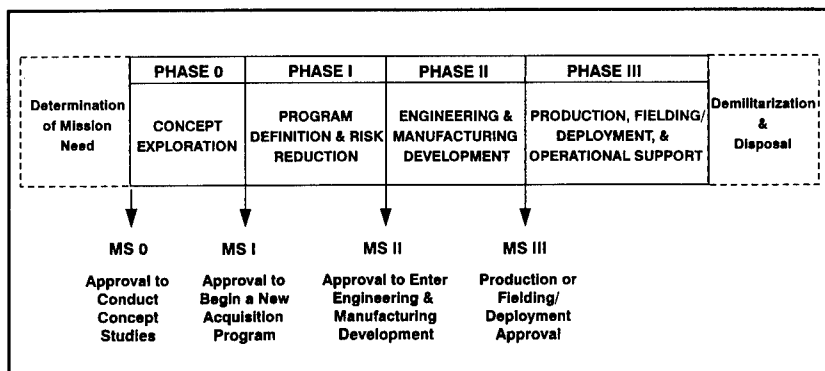 PHASE 0
PHASE I
PHASE II
PHASE III
Determination
of Mission
Need
CONCEPT
EXPLORATION
PROGRAM
DEFINITION & RISK
REDUCTION
ENGINEERING &
MANUFACTURING
DEVELOPMENT
PRODUCTION, FIELDING/
DEPLOYMENT, &
OPERATIONAL SUPPORT
Demilitarization
&
Disposal
MS 0
Approval to
Conduct
Concept
Studies
MS I
Approval to
Begin a New
Acquisition
Program
MS II
Approval to Enter
Engineering &
Manufacturing
Development
MS III
Production or
Fielding/
Deployment
Approval